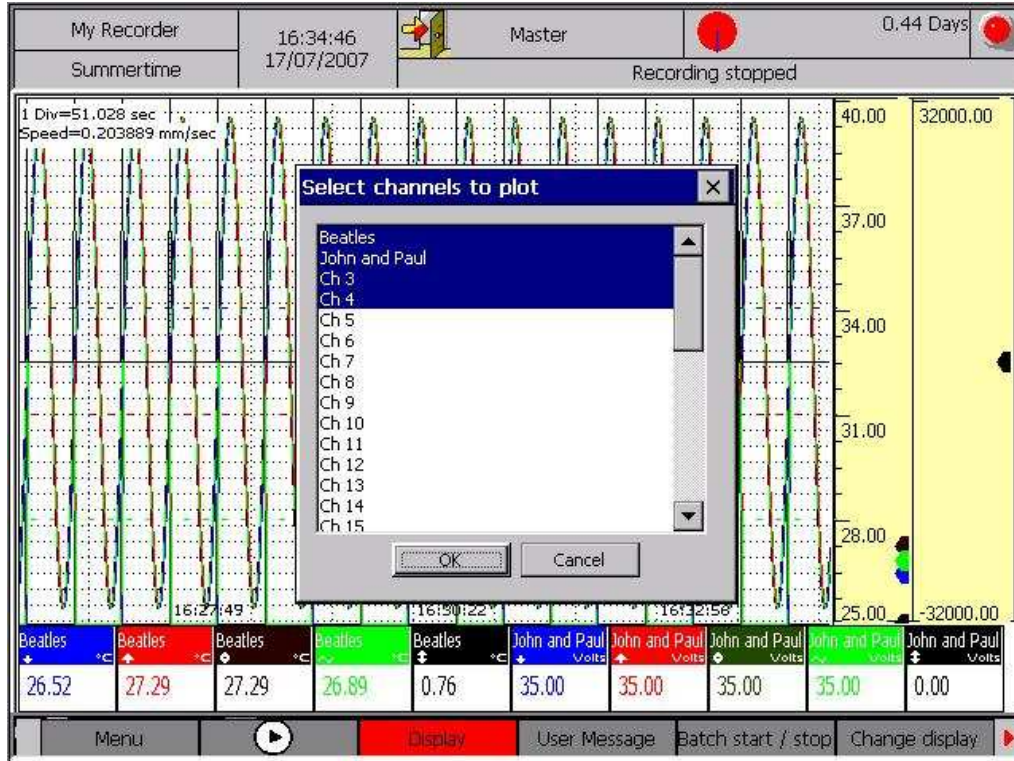 My Recorder
Summertime
16:34:46
17/07/2007
Master
0.44 Days
Recording stopped
1 Div=51.028 sec
Speed=0.203889 mm/sec
40.00
37.00
34.00
31.00
28.00
25.00
32000.00
-32000.00
Select channels to plot
Beatles
John and Paul
Ch 3
Ch 4
Ch 5
Ch 6
Ch 7
Ch 8
Ch 9
Ch 10
Ch 11
Ch 12
Ch 13
Ch 14
Ch 15
OK
Cancel
16:27:49
16:30:22
16:32:56
Beatles Beatles Beatles Beatles Beatles John and Paul John and Paul John and Paul John and Paul John and Paul
°C °C °C °C °C Volts Volts Volts Volts Volts
26.52 27.29 27.29 26.89 0.76 35.00 35.00 35.00 35.00 0.00
Menu Display User Message Batch start / stop Change display